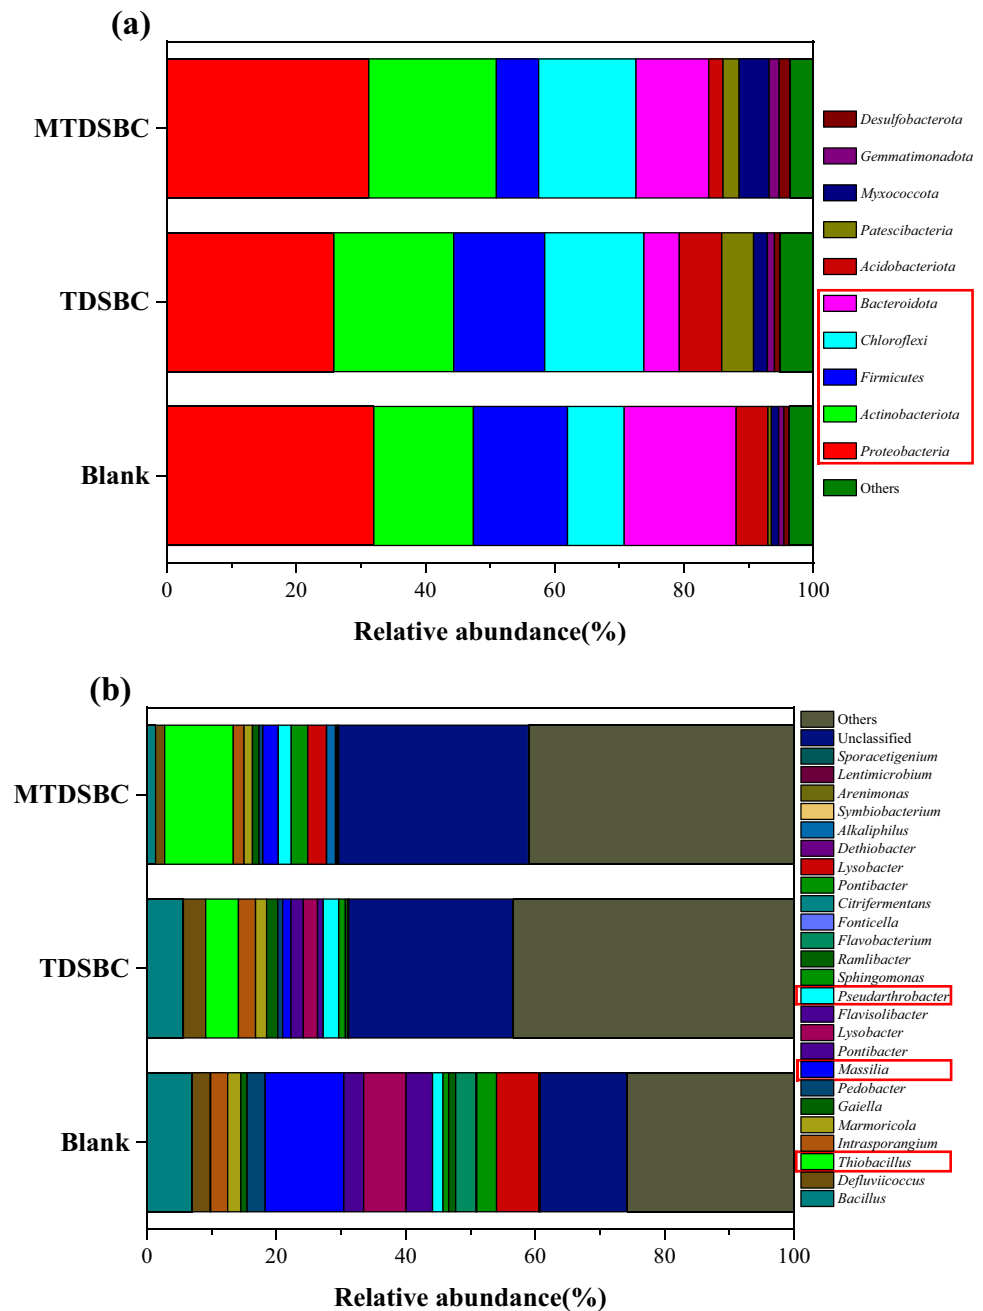 (a)
MTDSBC
TDSBC
Blank
0 20 40 60 80 100
Relative abundance(%)
Desulfobacterota
Gemmatimonadota
Myxococcota
Patescibacteria
Acidobacteriota
Bacteroidota
Chloroflexi
Firmicutes
Actinobacteriota
Proteobacteria
Others
(b)
MTDSBC
TDSBC
Blank
0 20 40 60 80 100
Relative abundance(%)
Others
Unclassified
Sporacetigenium
Lentimicrobium
Arenimonas
Symbiobacterium
Alkaliphilus
Dethiobacter
Lysobacter
Pontibacter
Citrifermentans
Fonticella
Flavobacterium
Ramlibacter
Sphingomonas
Pseudarthrobacter
Flavisolibacter
Lysobacter
Pontibacter
Massilia
Pedobacter
Gaiella
Marmoricola
Intrasporangium
Thiobacillus
Defluviicoccus
Bacillus